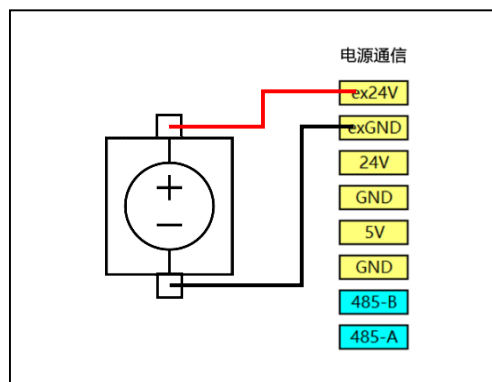 电源通信
ex24V
exGND
24V
GND
5V
GND
485-B
485-A